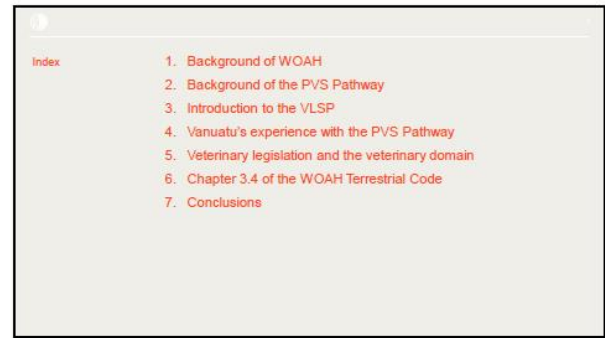 Index
1. Background of WOAH
2. Background of the PVS Pathway
3. Introduction to the VLSP
4. Vanuatu's experience with the PVS Pathway
5. Veterinary legislation and the veterinary domain
6. Chapter 3.4 of the WOAH Terrestrial Code
7. Conclusions